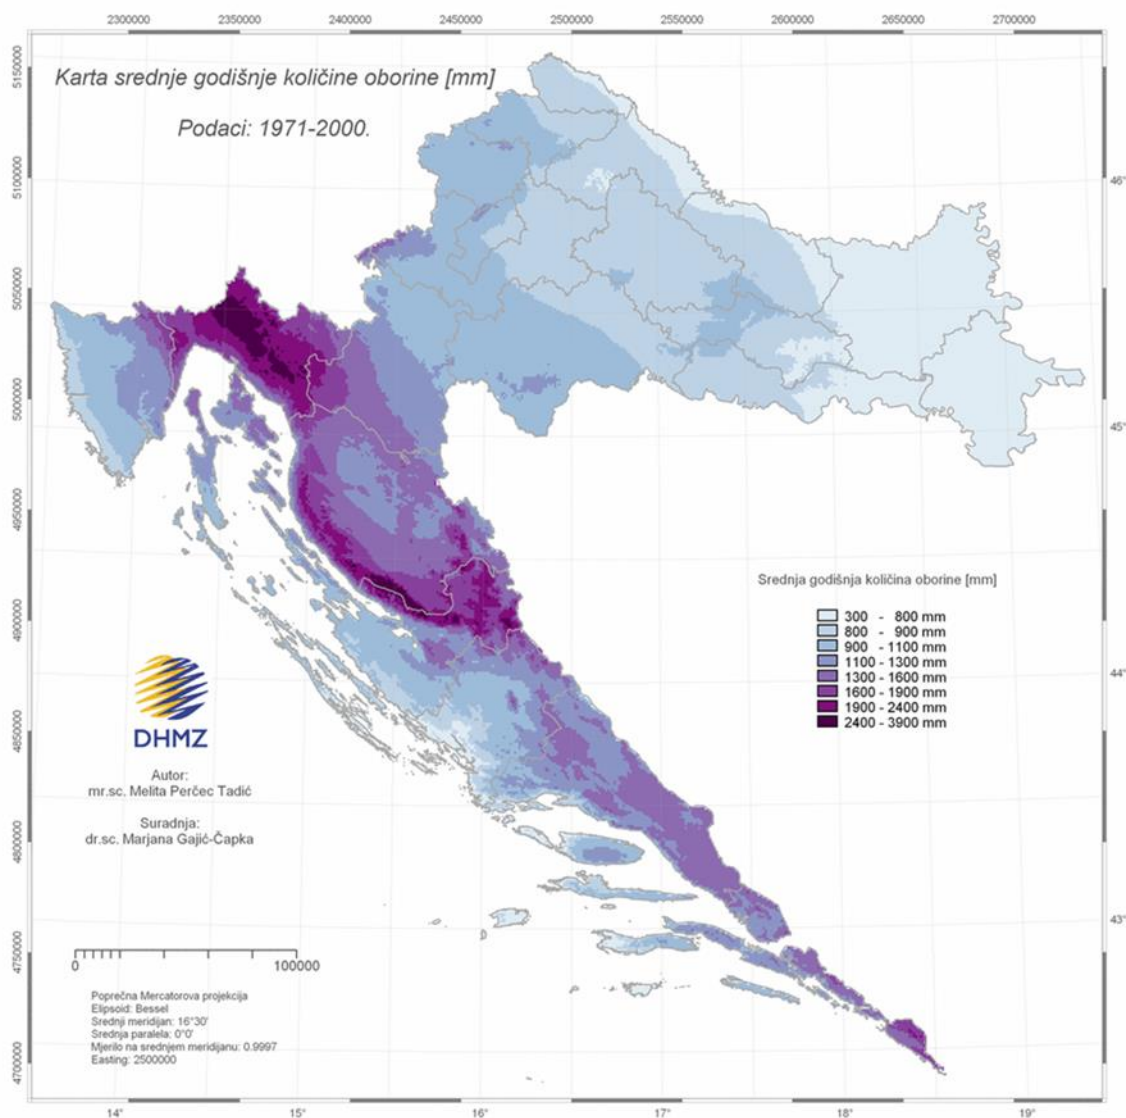 2300000 2350000 2400000 2450000 2500000 2550000 2600000 2650000 2700000
Karta srednje godišnje količine oborine [mm]
Podaci: 1971-2000.
5150000
5100000
5050000
5000000
4950000
4900000
4850000
4800000
4750000
4700000
46°
45°
44°
43°
Srednja godišnja količina oborine [mm]
300 - 800 mm
800 - 900 mm
900 - 1100 mm
1100 - 1300 mm
1300 - 1600 mm
1600 - 1900 mm
1900 - 2400 mm
2400 - 3900 mm
DHMZ
Autor:
mr.sc. Melita Perčec Tadić
Suradnja:
dr.sc. Marjana Gajić-Čapka
0 100000
Poprečna Mercatorova projekcija
Elipsoid: Bessel
Srednji meridijan: 16°30'
Srednja paralela: 0°0'
Mjerilo na srednjem meridijanu: 0.9997
Easting: 2500000
14° 15° 16° 17° 18° 19°